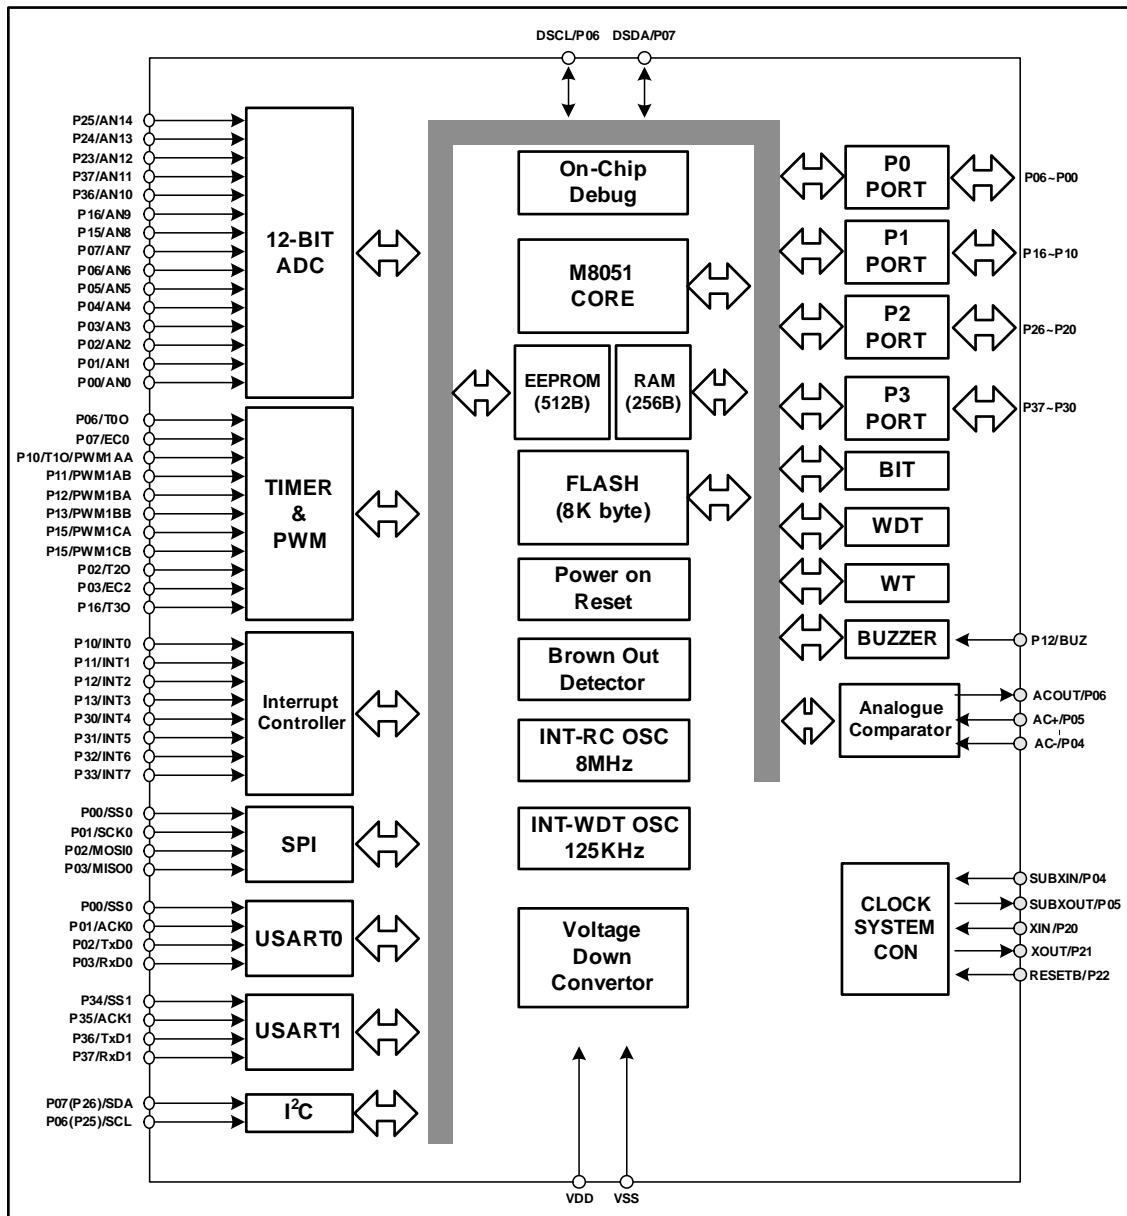 DSCL/P06 DSDA/P07
P25/AN14
P24/AN13
P23/AN12
P37/AN11
P36/AN10
P16/AN9
P15/AN8
P07/AN7
P06/AN6
P05/AN5
P04/AN4
P03/AN3
P02/AN2
P01/AN1
P00/AN0
12-BIT
ADC
P06/T0O
P07/EC0
P10/T1O/PWM1AA
P11/PWM1AB
P12/PWM1BA
P13/PWM1BB
P15/PWM1CA
P15/PWM1CB
P02/T2O
P03/EC2
P16/T3O
TIMER
&
PWM
P10/INT0
P11/INT1
P12/INT2
P13/INT3
P30/INT4
P31/INT5
P32/INT6
P33/INT7
Interrupt
Controller
P00/SS0
P01/SCK0
P02/MOSI0
P03/MISO0
SPI
P00/SS0
P01/ACK0
P02/TxD0
P03/RxD0
USART0
P34/SS1
P35/ACK1
P36/TxD1
P37/RxD1
USART1
P07(P26)/SDA
P06(P25)/SCL
I2C
On-Chip
Debug
M8051
CORE
EEPROM
(512B)
RAM
(256B)
FLASH
(8K byte)
Power on
Reset
Brown Out
Detector
INT-RC OSC
8MHz
INT-WDT OSC
125KHz
Voltage
Down
Convertor
VDD VSS
P0
PORT
P06~P00
P1
PORT
P16~P10
P2
PORT
P26~P20
P3
PORT
P37~P30
BIT
WDT
WT
BUZZER
P12/BUZ
Analogue
Comparator
ACOUT/P06
AC+/P05
AC-/P04
CLOCK
SYSTEM
CON
SUBXIN/P04
SUBXOUT/P05
XIN/P20
XOUT/P21
RESETB/P22